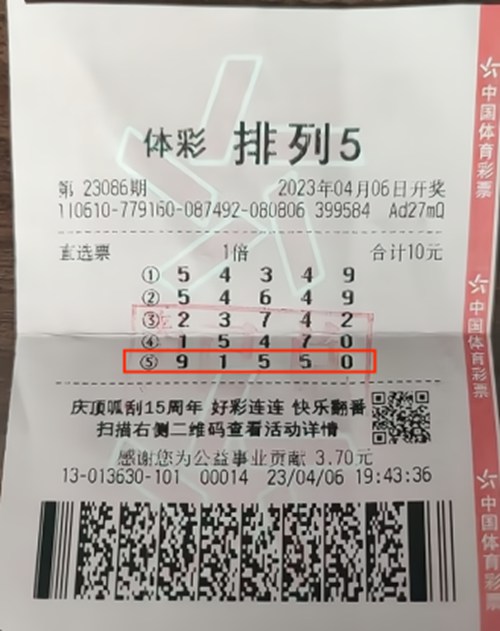 体彩 排列5
第 23086期 2023年04月06日开奖
110610-779160-087492-080806 399584 Ad27mQ
直选票 1倍 合计10元
① 5 4 3 4 9
② 5 4 6 4 9
③ 2 3 7 4 2
④ 1 5 4 7 0
⑤ 9 1 5 5 0
庆顶呱刮15周年 好彩连连 快乐翻番
扫描右侧二维码查看活动详情
感谢您为公益事业贡献 3.70元
13-013630-101 00014 23/04/06 19:43:36
中国体育彩票
中国体育彩票
中国体育彩票